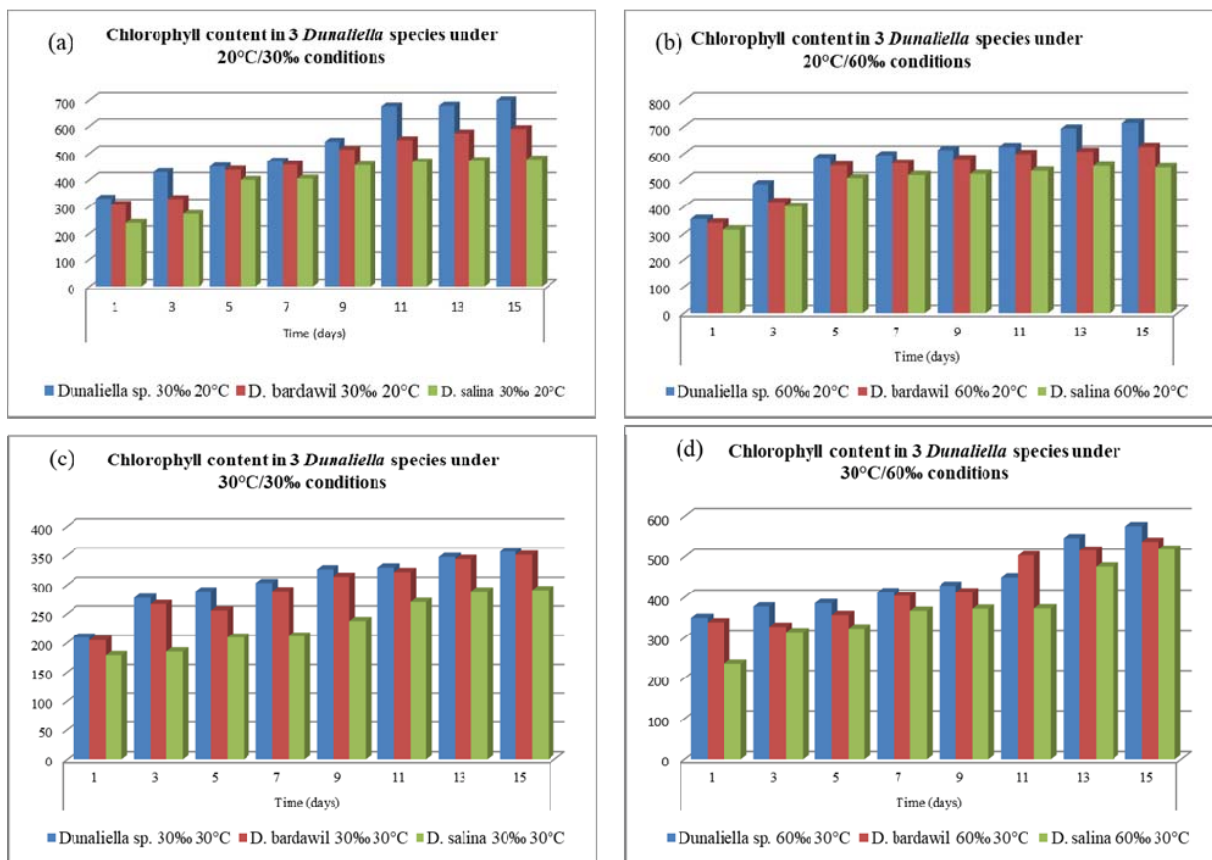 (a)
Chlorophyll content in 3 Dunaliella species under
20°C/30‰ conditions
700
600
500
400
300
200
100
0
1 3 5 7 9 11 13 15
Time (days)
Dunaliella sp. 30‰ 20°C D. bardawil 30‰ 20°C D. salina 30‰ 20°C
(b)
Chlorophyll content in 3 Dunaliella species under
20°C/60‰ conditions
800
700
600
500
400
300
200
100
0
1 3 5 7 9 11 13 15
Time (days)
Dunaliella sp. 60‰ 20°C D. bardawil 60‰ 20°C D. salina 60‰ 20°C
(c)
Chlorophyll content in 3 Dunaliella species under
30°C/30‰ conditions
400
350
300
250
200
150
100
50
0
1 3 5 7 9 11 13 15
Time (days)
Dunaliella sp. 30‰ 30°C D. bardawil 30‰ 30°C D. salina 30‰ 30°C
(d)
Chlorophyll content in 3 Dunaliella species under
30°C/60‰ conditions
600
500
400
300
200
100
0
1 3 5 7 9 11 13 15
Time (days)
Dunaliella sp. 60‰ 30°C D. bardawil 60‰ 30°C D. salina 60‰ 30°C